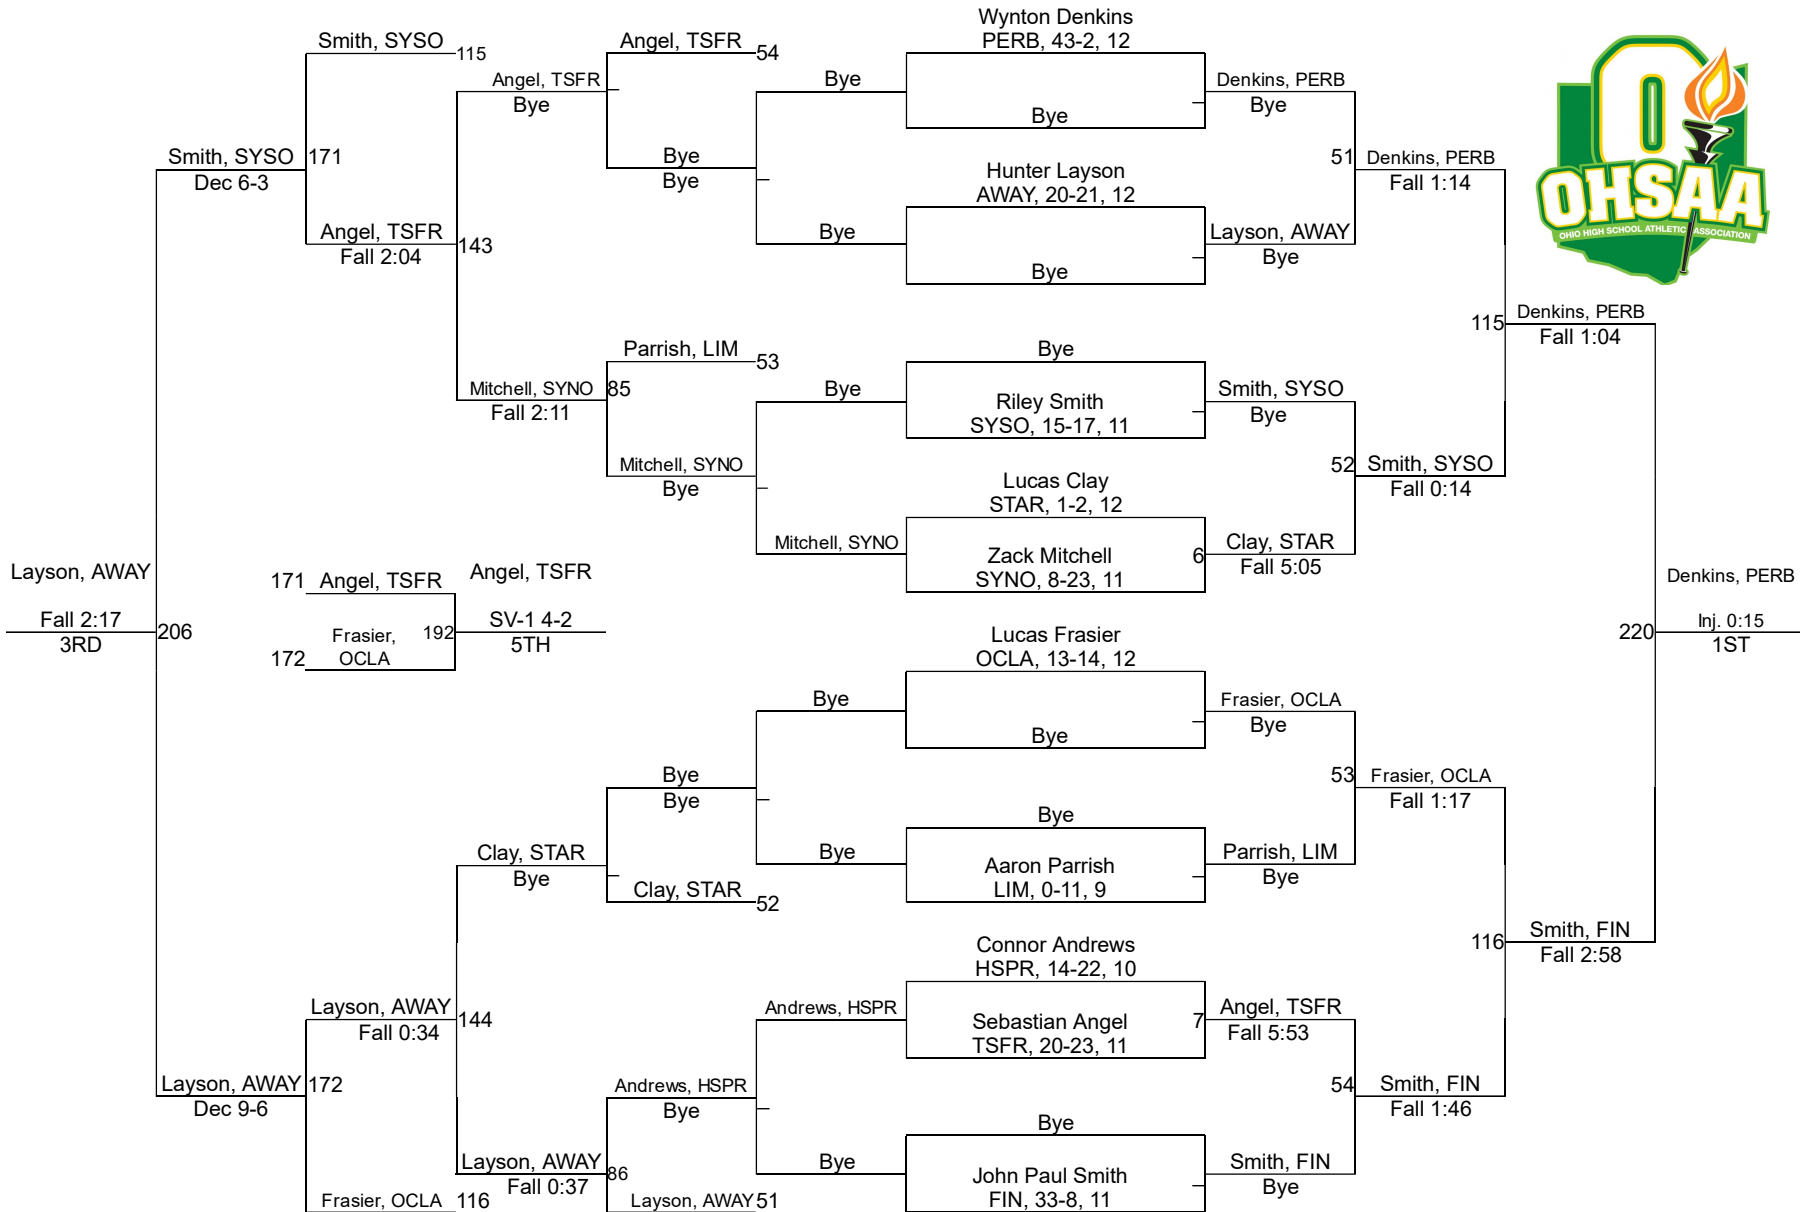 Wynton Denkins
PERB, 43-2, 12
Smith, SYSO
115
Angel, TSFR
54
Angel, TSFR
Bye
Bye
Bye
Denkins, PERB
Bye
Smith, SYSO
171
Dec 6-3
Bye
Bye
Hunter Layson
AWAY, 20-21, 12
51
Denkins, PERB
Fall 1:14
Angel, TSFR
143
Fall 2:04
Bye
Bye
Layson, AWAY
Bye
O
OHSAA
OHIO HIGH SCHOOL ATHLETIC ASSOCIATION
115
Denkins, PERB
Fall 1:04
Parrish, LIM
53
Mitchell, SYNO
85
Fall 2:11
Bye
Bye
Riley Smith
SYSO, 15-17, 11
Smith, SYSO
Bye
Mitchell, SYNO
Bye
Lucas Clay
STAR, 1-2, 12
52
Smith, SYSO
Fall 0:14
Mitchell, SYNO
Zack Mitchell
SYNO, 8-23, 11
6
Clay, STAR
Fall 5:05
Layson, AWAY
Fall 2:17
3RD
206
171
Angel, TSFR
172
Frasier,
OCLA
192
Angel, TSFR
SV-1 4-2
5TH
Denkins, PERB
220
Inj. 0:15
1ST
Lucas Frasier
OCLA, 13-14, 12
Bye
Bye
Frasier, OCLA
Bye
Bye
Bye
53
Frasier, OCLA
Fall 1:17
Clay, STAR
Bye
Clay, STAR
52
Bye
Bye
Aaron Parrish
LIM, 0-11, 9
Parrish, LIM
Bye
116
Smith, FIN
Fall 2:58
Connor Andrews
HSPR, 14-22, 10
Layson, AWAY
144
Fall 0:34
Andrews, HSPR
Sebastian Angel
TSFR, 20-23, 11
7
Angel, TSFR
Fall 5:53
Layson, AWAY
172
Dec 9-6
Andrews, HSPR
Bye
54
Smith, FIN
Fall 1:46
Layson, AWAY
86
Fall 0:37
Bye
Bye
John Paul Smith
FIN, 33-8, 11
Smith, FIN
Bye
Frasier, OCLA
116
Layson, AWAY
51